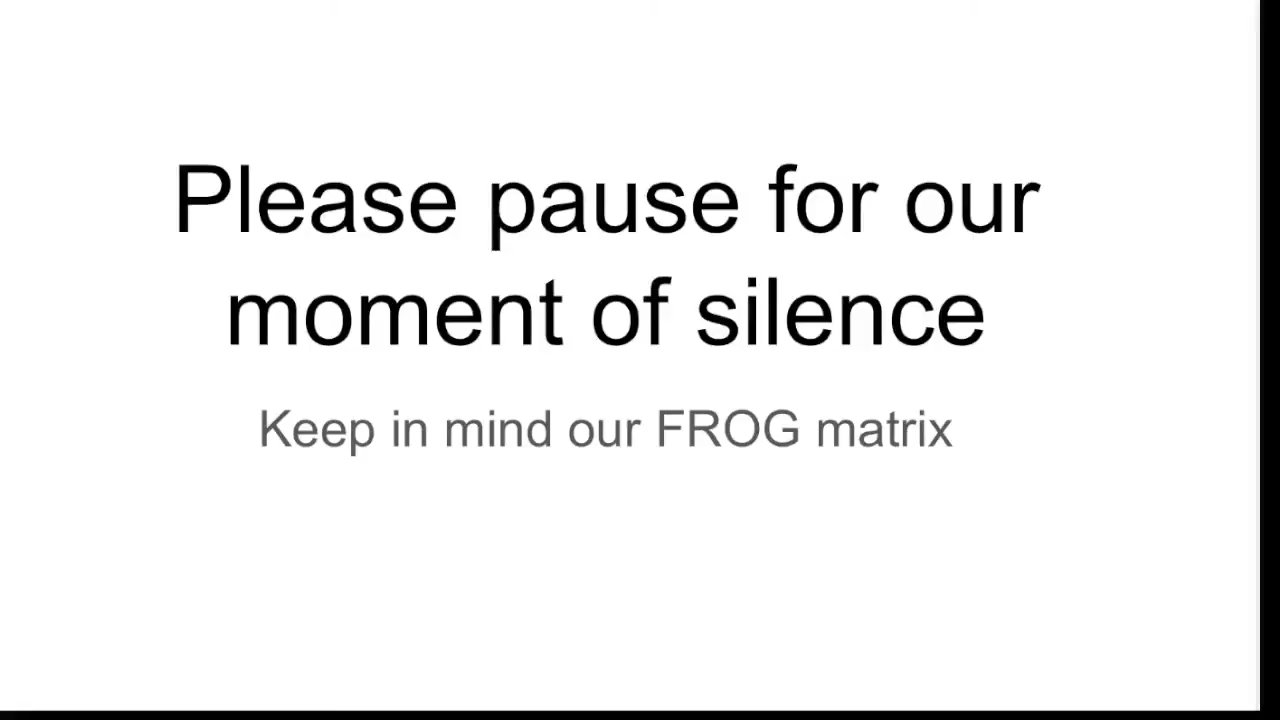 Please pause for our
moment of silence
Keep in mind our FROG matrix